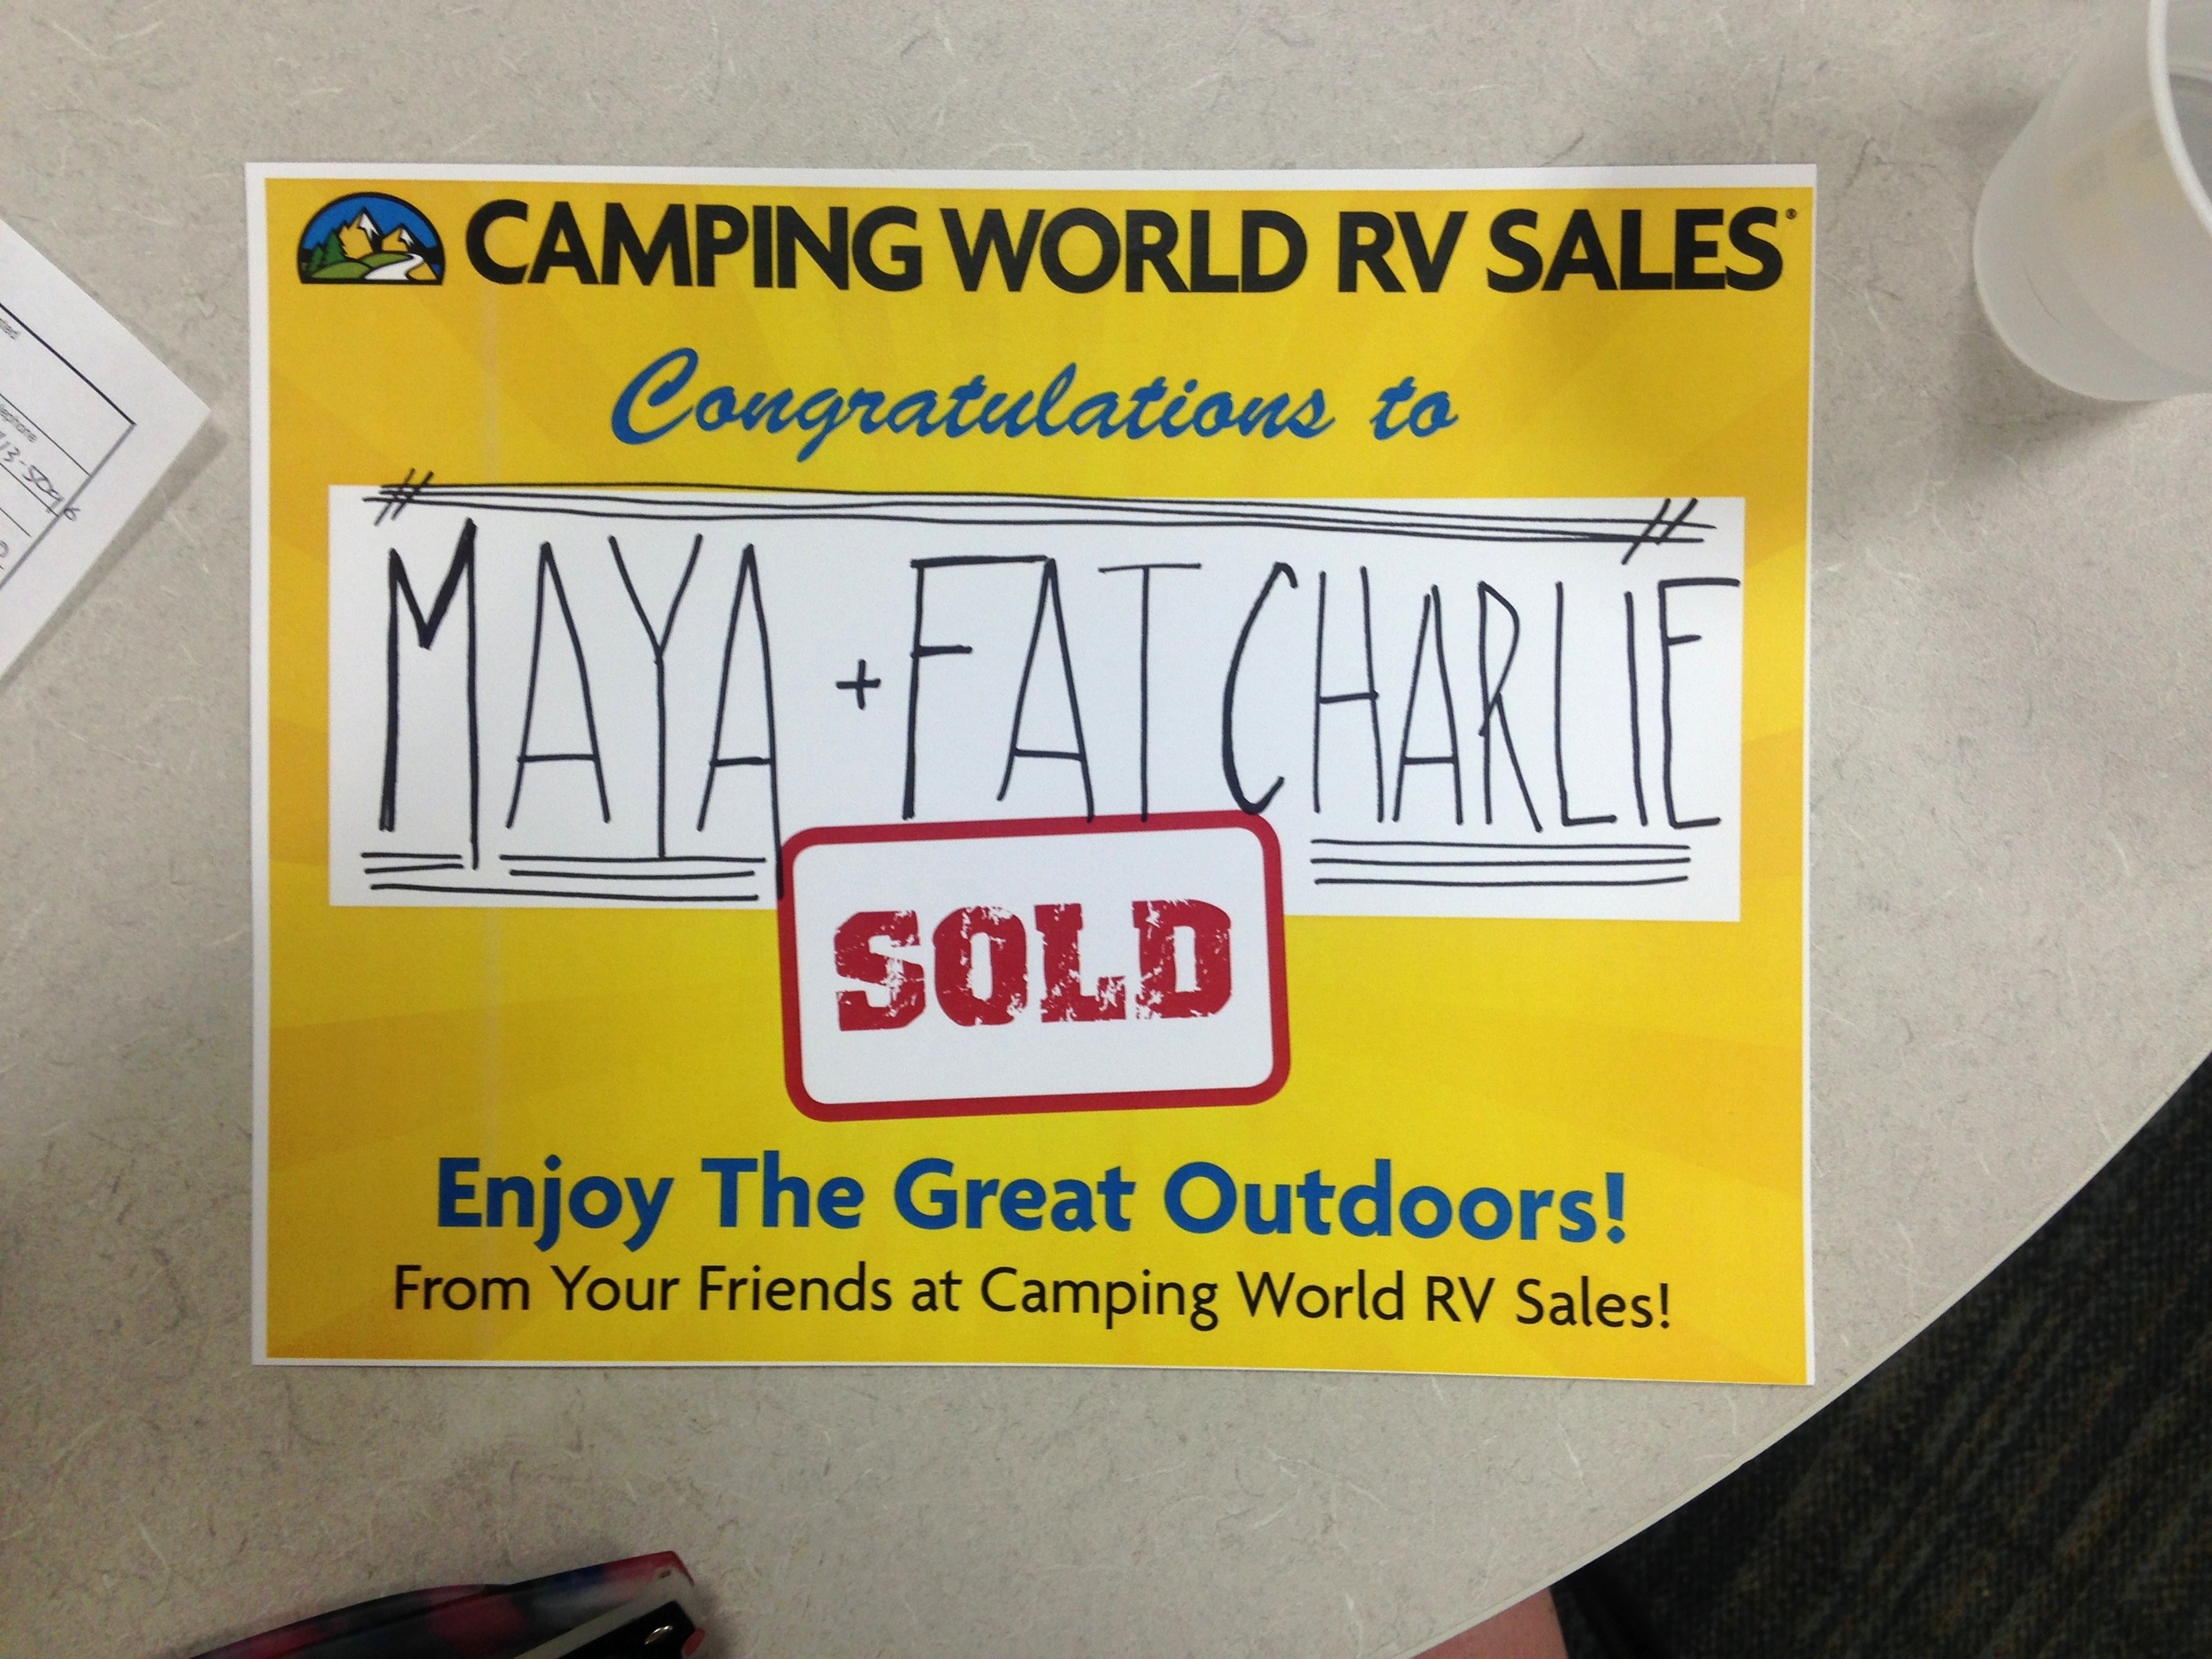 CAMPING WORLD RV SALES®
Congratulations to
MAYA + FAT CHARLIE
SOLD
Enjoy The Great Outdoors!
From Your Friends at Camping World RV Sales!